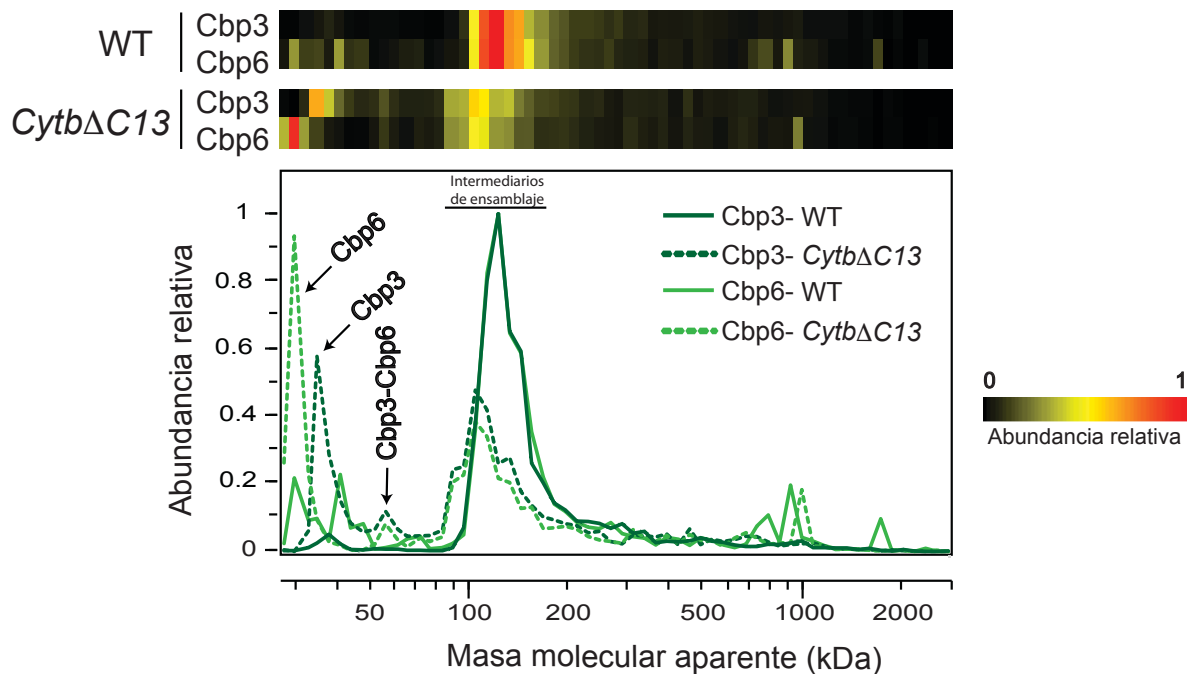 WT
Cbp3
Cbp6
CytbΔC13
Cbp3
Cbp6
Intermediarios
de ensamblaje
Cbp6
Cbp3
Cbp3-Cbp6
Cbp3- WT
Cbp3- CytbΔC13
Cbp6- WT
Cbp6- CytbΔC13
Abundancia relativa
1
0.8
0.6
0.4
0.2
0
50
100
200
500
1000
2000
Masa molecular aparente (kDa)
0
1
Abundancia relativa